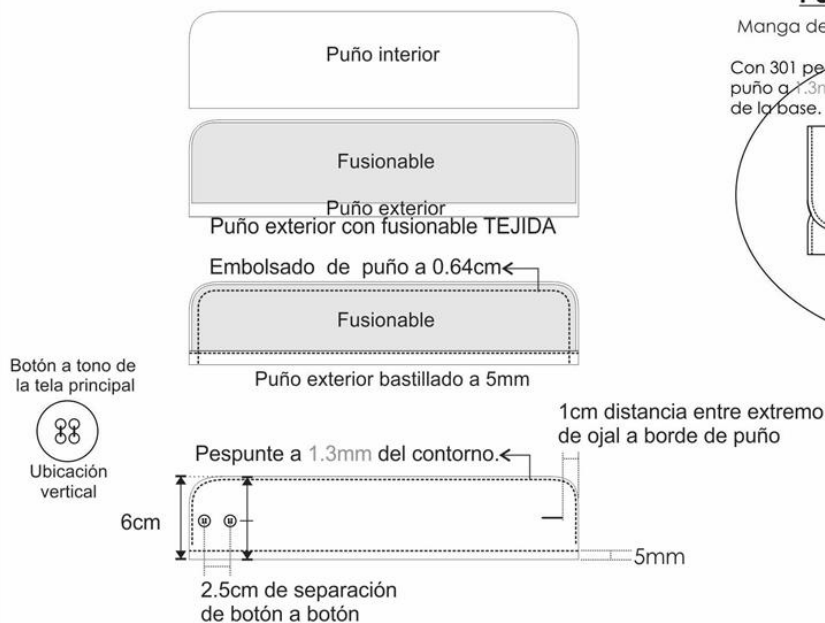 Puño interior
Fusionable
Puño exterior
Puño exterior con fusionable TEJIDA
Embolsado de puño a 0.64cm
Fusionable
Puño exterior bastillado a 5mm
Botón a tono de
la tela principal
Ubicación
vertical
Pespunte a 1.3mm del contorno.
1cm distancia entre extremo
de ojal a borde de puño
6cm
5mm
2.5cm de separación
de botón a botón
Manga de
Con 301 pe
puño a 1.3m
de la base.